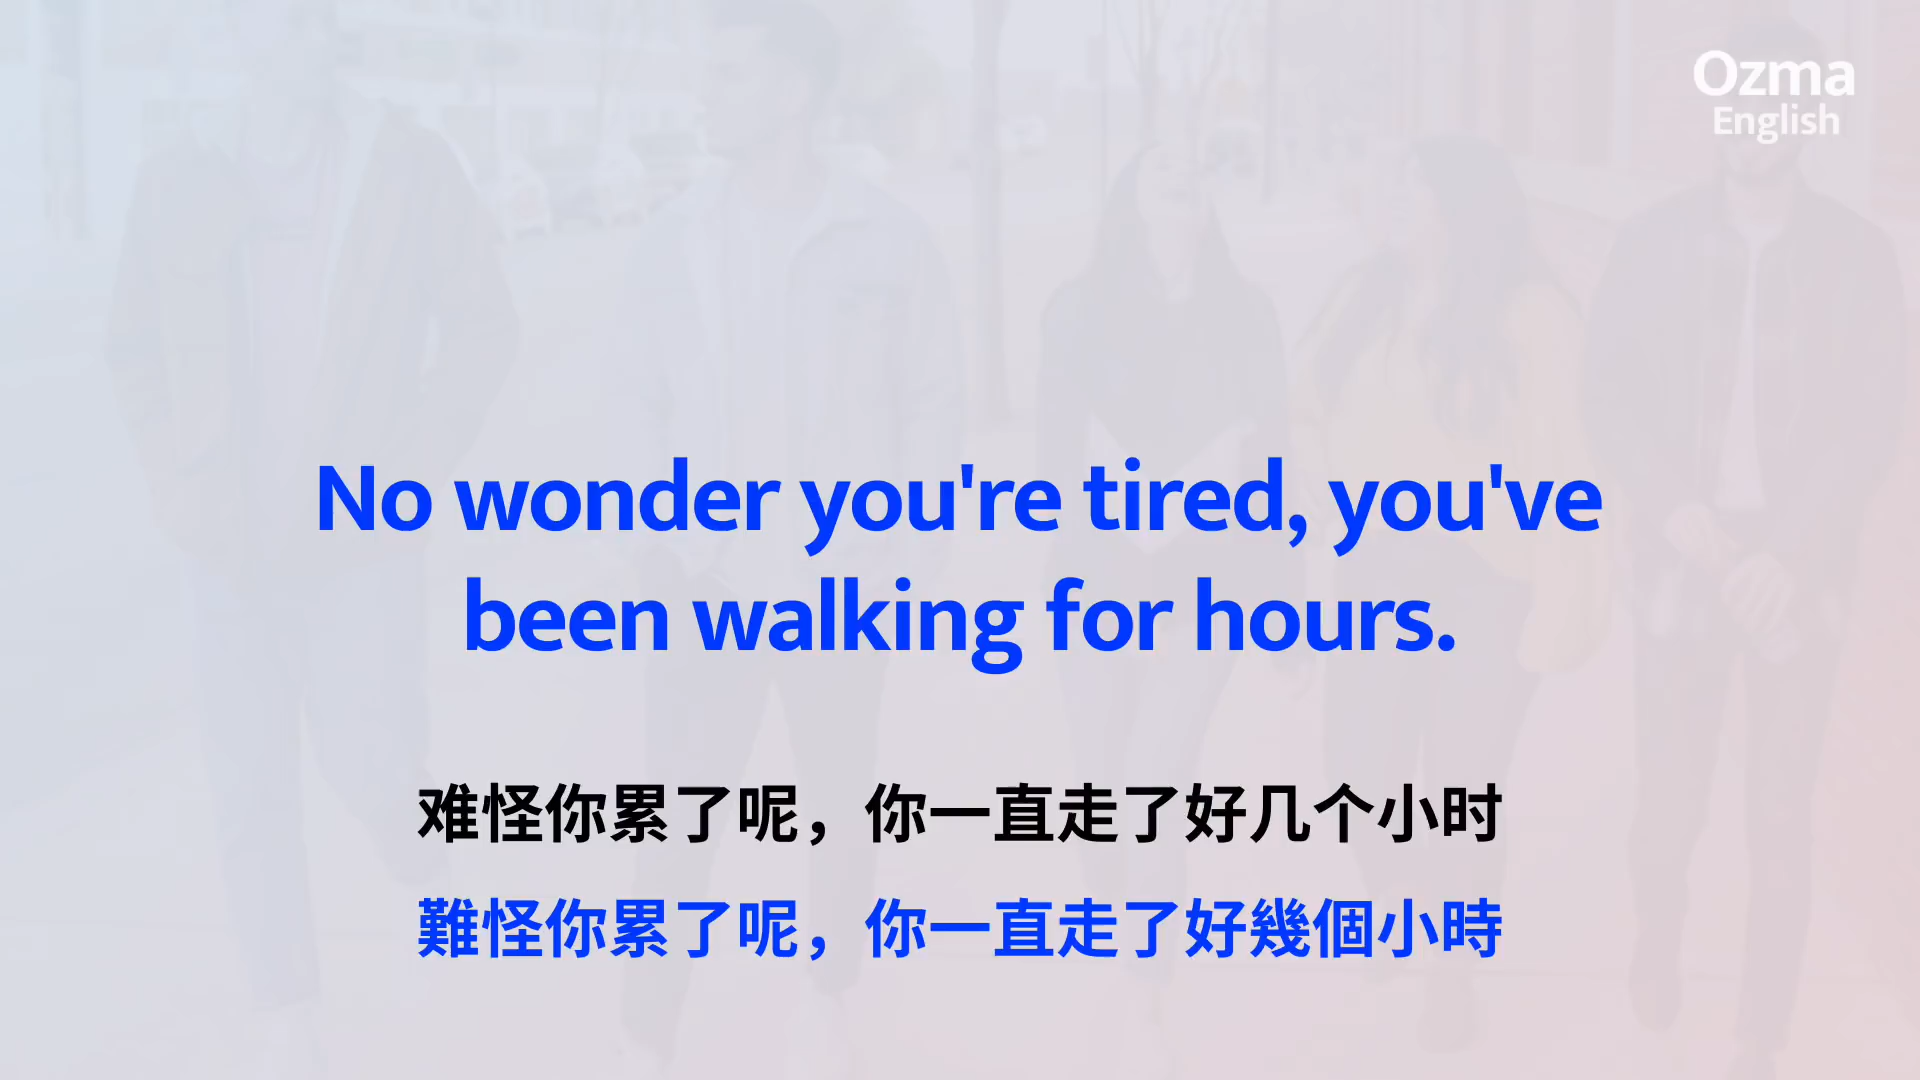 Ozma
English
No wonder you're tired, you've
been walking for hours.
难怪你累了呢，你一直走了好几个小时
難怪你累了呢，你一直走了好幾個小時